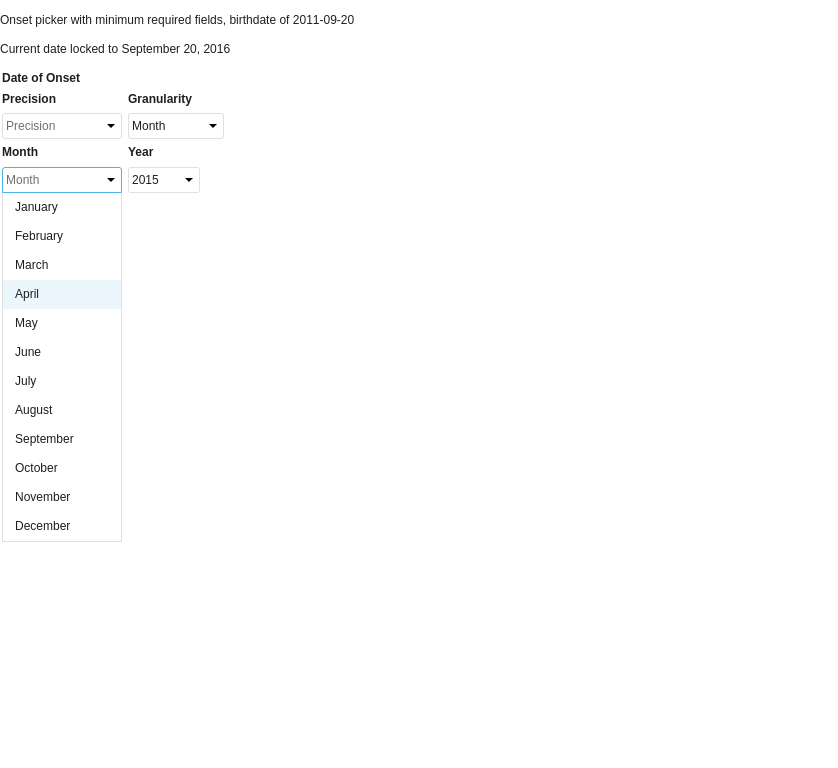 Onset picker with minimum required fields, birthdate of 2011-09-20
Current date locked to September 20, 2016
Date of Onset
Precision Granularity
Precision Month
Month Year
Month 2015
January
February
March
April
May
June
July
August
September
October
November
December